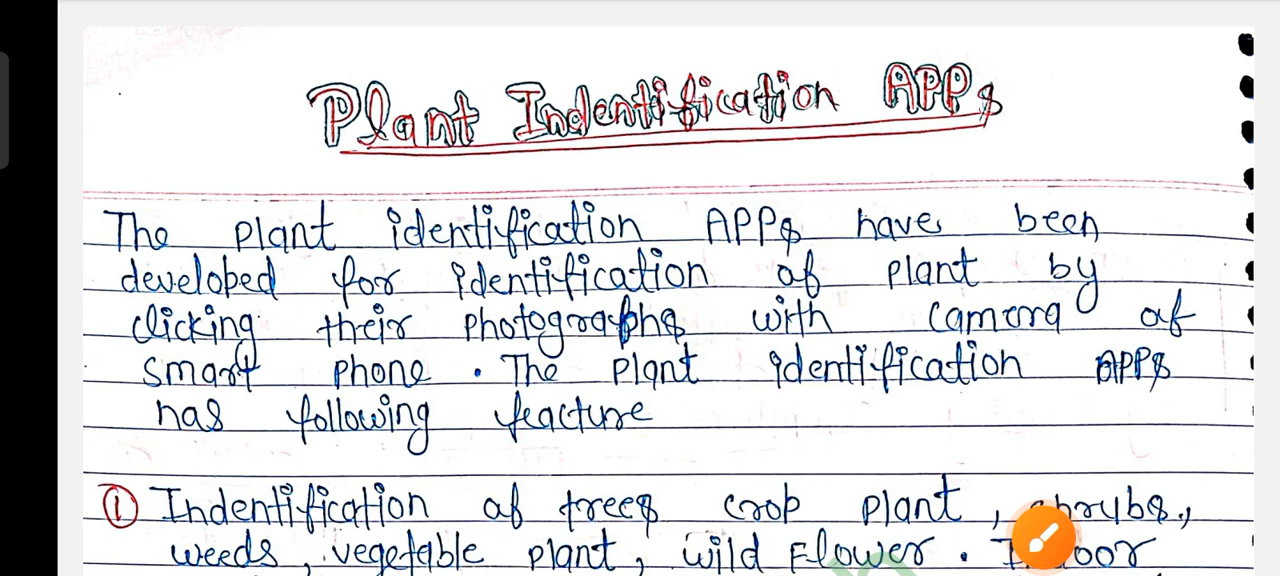 Plant Indentification APPs
The plant identification APPs have been
developed for identification of plant by
clicking their photographs with camera of
smart phone. The plant identification APPs
has following feacture
① Indentification of trees crop plant, shrubs,
weeds, vegetable plant, wild Flower.